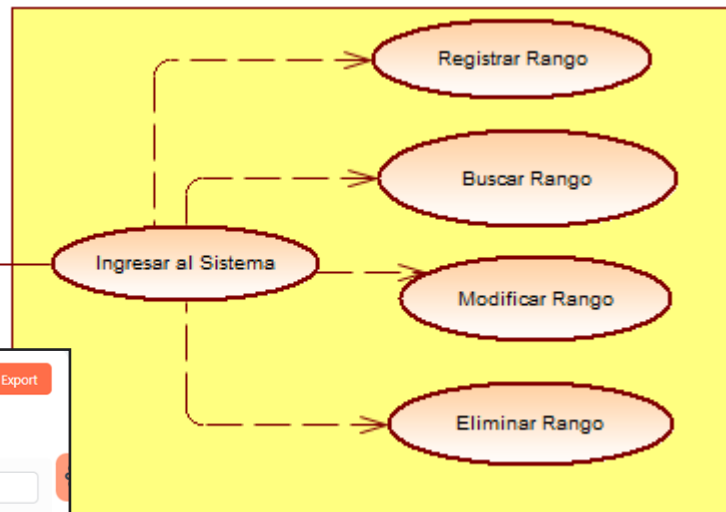 Registrar Rango
Buscar Rango
Ingresar al Sistema
Modificar Rango
Export
Eliminar Rango